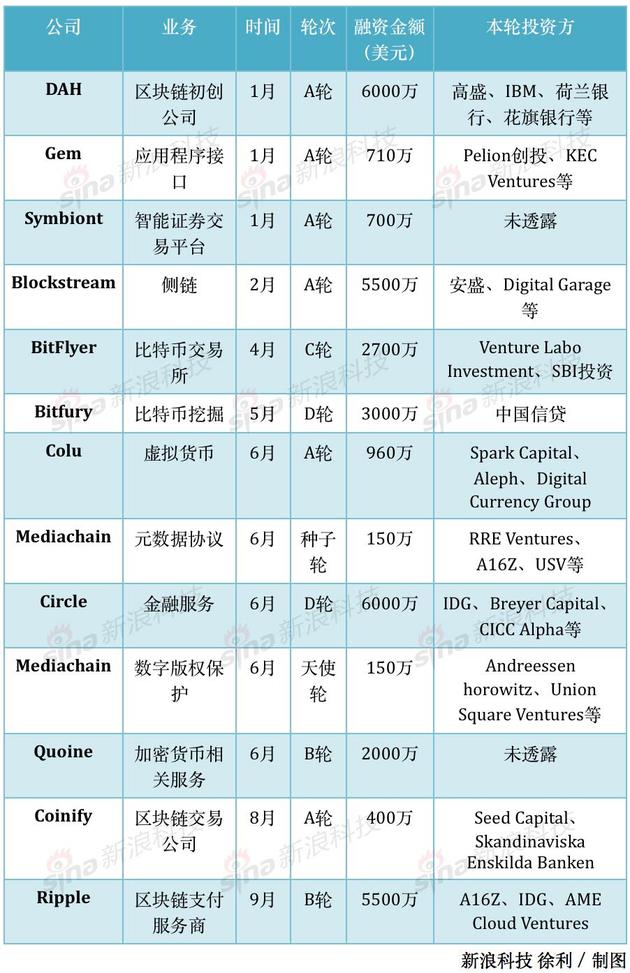 公司 业务 时间 轮次 融资金额 本轮投资方
(美元)
DAH 区块链初创 1月 A轮 6000万 高盛、IBM、荷兰银
公司 行、花旗银行等
Gem 应用程序接 1月 A轮 710万 Pelion创投、KEC
口 Ventures等
Symbiont 智能证券交 1月 A轮 700万 未透露
易平台
Blockstream 侧链 2月 A轮 5500万 安盛、Digital Garage
等
BitFlyer 比特币交易 4月 C轮 2700万 Venture Labo
所 Investment、SBI投资
Bitfury 比特币挖掘 5月 D轮 3000万 中国信贷
Colu 虚拟货币 6月 A轮 960万 Spark Capital、
Aleph、Digital
Currency Group
Mediachain 元数据协议 6月 种子 150万 RRE Ventures、
轮 A16Z、USV等
Circle 金融服务 6月 D轮 6000万 IDG、Breyer Capital、
CICC Alpha等
Mediachain 数字版权保 6月 天使 150万 Andreessen
护 轮 horowitz、Union
Square Ventures等
Quoine 加密货币相 6月 B轮 2000万 未透露
关服务
Coinify 区块链交易 8月 A轮 400万 Seed Capital、
公司 Skandinaviska
Enskilda Banken
Ripple 区块链支付 9月 B轮 5500万 A16Z、IDG、AME
服务商 Cloud Ventures
新浪科技 徐利 / 制图
sina 新浪科技